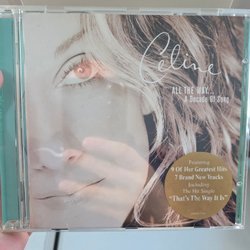 Celine
ALL THE WAY...
A Decade Of Song
Featuring
9 Of Her Greatest Hits
7 Brand New Tracks
Including
The Hit Single
"That's The Way It Is"